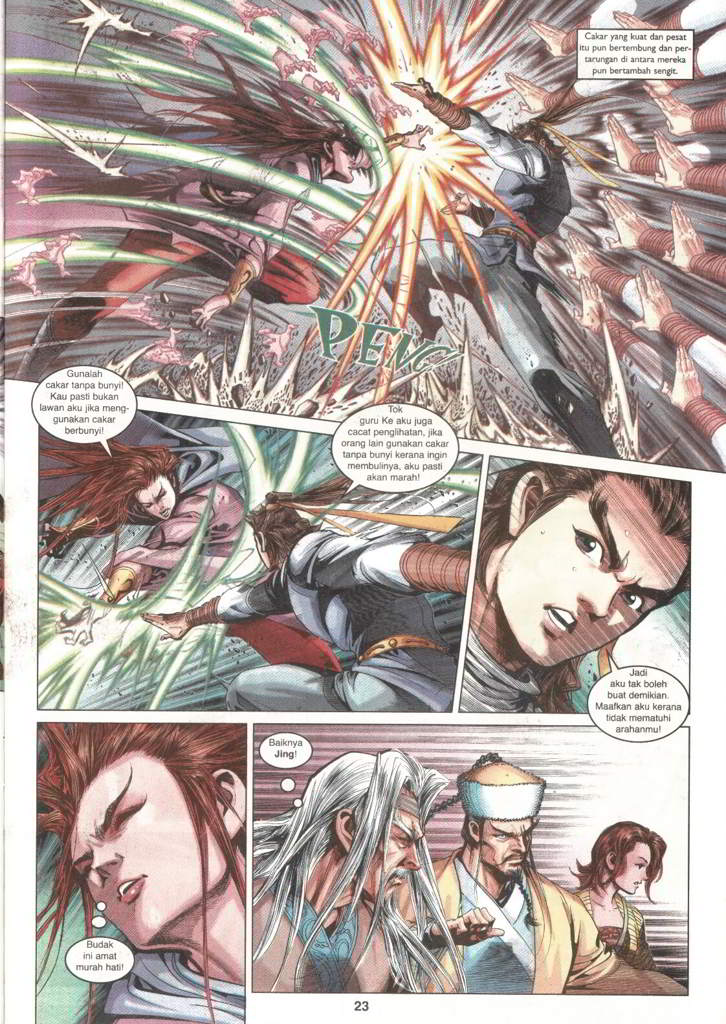 Cakar yang kuat dan pesat
itu pun bertembung dan per-
tarungan di antara mereka
pun bertambah sengit.
PENG
Gunalah
cakar tanpa bunyi!
Kau pasti bukan
lawan aku jika meng-
gunakan cakar
berbunyi!
Tok
guru Ke aku juga
cacat penglihatan, jika
orang lain gunakan cakar
tanpa bunyi kerana ingin
membulinya, aku pasti
akan marah!
Jadi
aku tak boleh
buat demikian.
Maafkan aku kerana
tidak mematuhi
arahanmu!
Budak
ini amat
murah hati!
Baiknya
Jing!
23